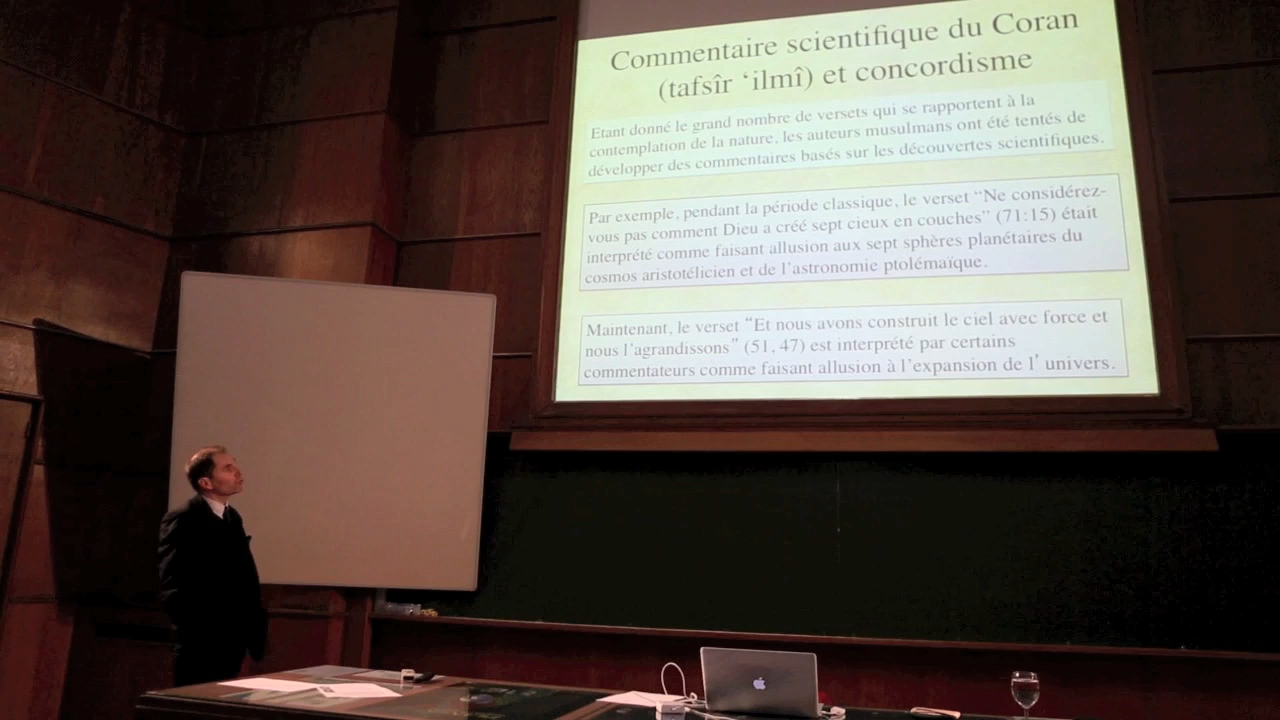 Commentaire scientifique du Coran
(tafsîr ‘ilmî) et concordisme
Etant donné le grand nombre de versets qui se rapportent à la
contemplation de la nature, les auteurs musulmans ont été tentés de
développer des commentaires basés sur les découvertes scientifiques.
Par exemple, pendant la période classique, le verset “Ne considérez-
vous pas comment Dieu a créé sept cieux en couches” (71:15) était
interprété comme faisant allusion aux sept sphères planétaires du
cosmos aristotélicien et de l’astronomie ptolémaïque.
Maintenant, le verset “Et nous avons construit le ciel avec force et
nous l’agrandissons” (51, 47) est interprété par certains
commentateurs comme faisant allusion à l’expansion de l’ univers.